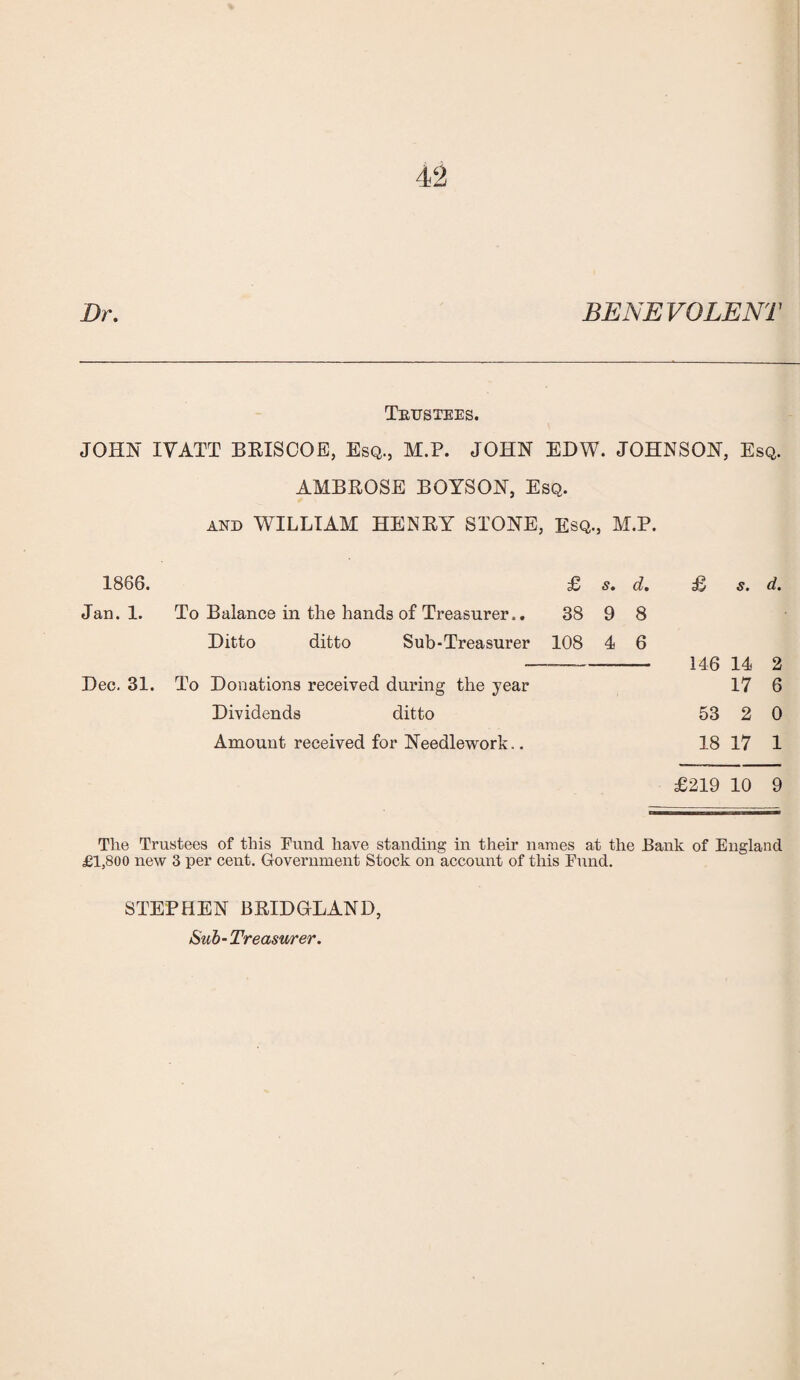 42
Dr. BENEVOLENT
TRUSTEES.
JOHN IVATT BRISCOE, ESQ., M.P. JOHN EDW. JOHNSON, ESQ.
AMBROSE BOYSON, ESQ.
AND WILLIAM HENRY STONE, ESQ., M.P.
1866. £ s. d. £ s. d.
Jan. 1. To Balance in the hands of Treasurer.. 38 9 8
Ditto ditto Sub-Treasurer 108 4 6
146 14 2
Dec. 31. To Donations received during the year 17 6
Dividends ditto 53 2 0
Amount received for Needlework.. 18 17 1
£219 10 9
The Trustees of this Fund have standing in their names at the Bank of England
£1,800 new 3 per cent. Government Stock on account of this Fund.
STEPHEN BRIDGLAND,
Sub-Treasurer.